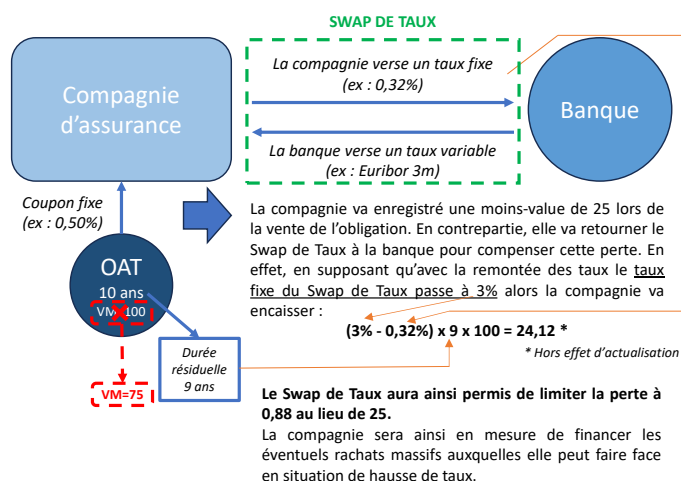 SWAP DE TAUX
Compagnie
d'assurance
La compagnie verse un taux fixe
(ex : 0,32%)
La banque verse un taux variable
(ex : Euribor 3m)
Banque
Coupon fixe
(ex : 0,50%)
OAT
10 ans
VM=100
VM=75
Durée
résiduelle
9 ans
La compagnie va enregistré une moins-value de 25 lors de
la vente de l'obligation. En contrepartie, elle va retourner le
Swap de Taux à la banque pour compenser cette perte. En
effet, en supposant qu'avec la remontée des taux le taux
fixe du Swap de Taux passe à 3% alors la compagnie va
encaisser :
(3% - 0,32%) x 9 x 100 = 24,12 *
* Hors effet d'actualisation
Le Swap de Taux aura ainsi permis de limiter la perte à
0,88 au lieu de 25.
La compagnie sera ainsi en mesure de financer les
éventuels rachats massifs auxquelles elle peut faire face
en situation de hausse de taux.